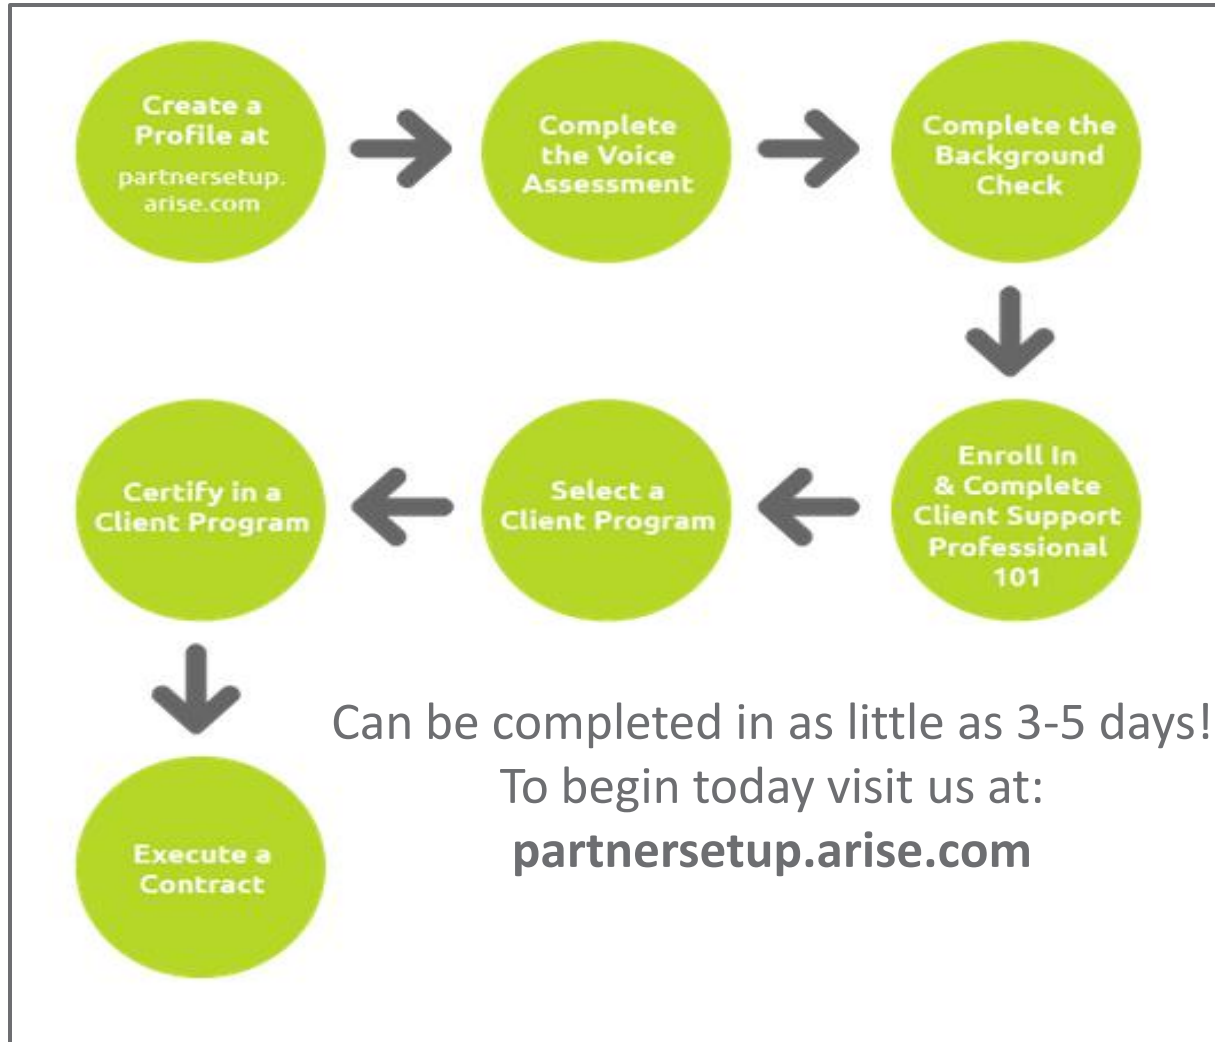 Create a
Profile at
partnersetup.
arise.com
Complete
the Voice
Assessment
Complete the
Background
Check
Enroll In
& Complete
Client Support
Professional
101
Select a
Client Program
Certify in a
Client Program
Execute a
Contract
Can be completed in as little as 3-5 days!
To begin today visit us at:
partnersetup.arise.com